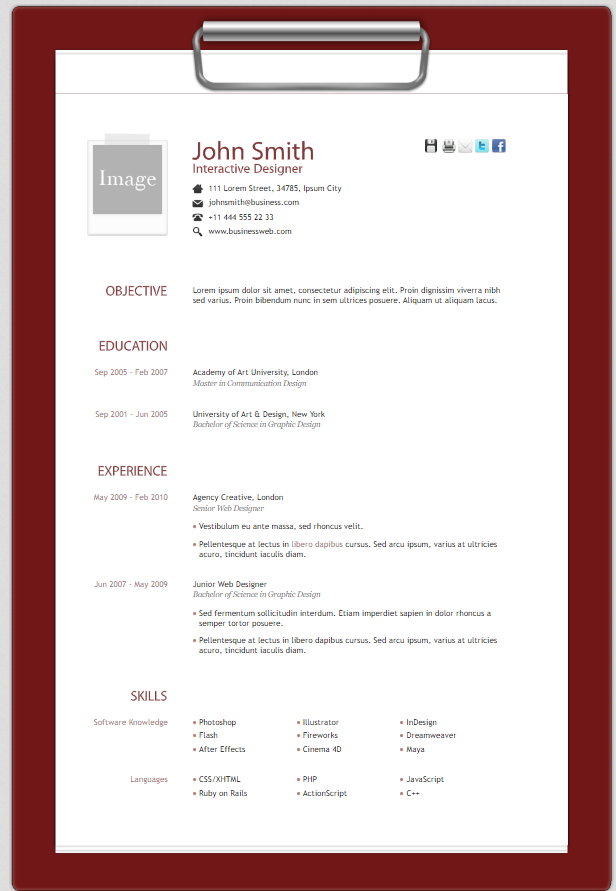 John Smith
Interactive Designer
Image
111 Lorem Street, 34785, Ipsum City
johnsmith@business.com
+11 444 555 22 33
www.businessweb.com
OBJECTIVE
Lorem ipsum dolor sit amet, consectetur adipiscing elit. Proin dignissim viverra nibh
sed varius. Proin bibendum nunc in sem ultrices posuere. Aliquam ut aliquam lacus.
EDUCATION
Sep 2005 - Feb 2007
Academy of Art University, London
Master in Communication Design
Sep 2001 - Jun 2005
University of Art & Design, New York
Bachelor of Science in Graphic Design
EXPERIENCE
May 2009 - Feb 2010
Agency Creative, London
Senior Web Designer
Vestibulum eu ante massa, sed rhoncus velit.
Pellentesque at lectus in libero dapibus cursus. Sed arcu ipsum, varius at ultricies
acuro, tincidunt iaculis diam.
Jun 2007 - May 2009
Junior Web Designer
Bachelor of Science in Graphic Design
Sed fermentum sollicitudin interdum. Etiam imperdiet sapien in dolor rhoncus a
semper tortor posuere.
Pellentesque at lectus in libero dapibus cursus. Sed arcu ipsum, varius at ultricies
acuro, tincidunt iaculis diam.
SKILLS
Software Knowledge
Photoshop Illustrator InDesign
Flash Fireworks Dreamweaver
After Effects Cinema 4D Maya
Languages
CSS/XHTML PHP JavaScript
Ruby on Rails ActionScript C++